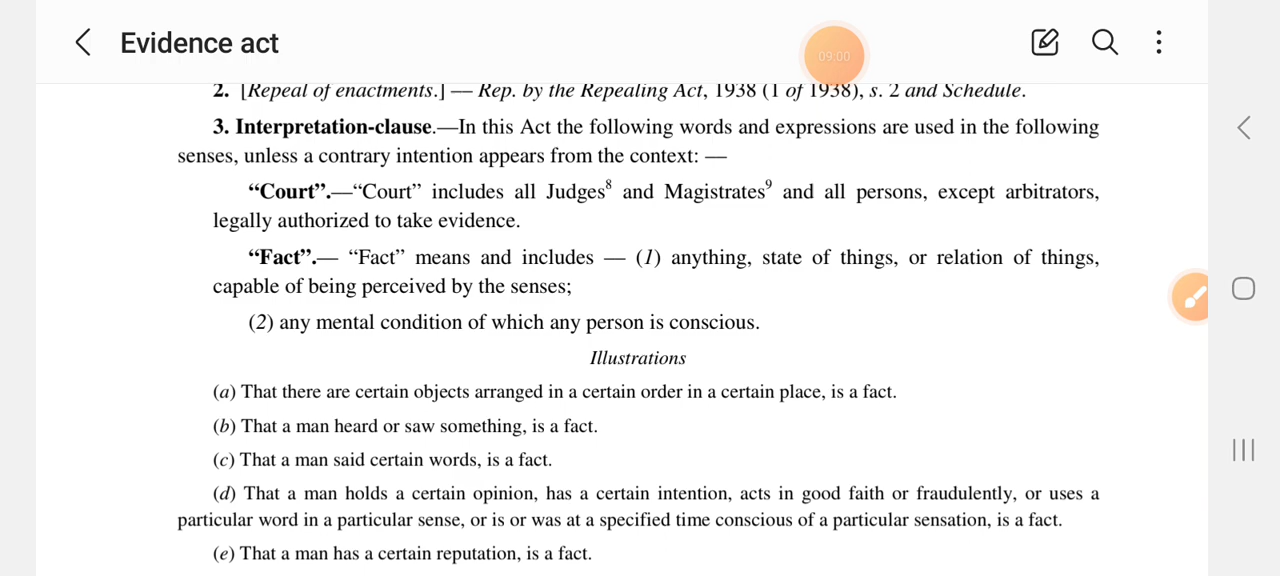 Evidence act
09:00
2. [Repeal of enactments.] — Rep. by the Repealing Act, 1938 (1 of 1938), s. 2 and Schedule.
3. Interpretation-clause.—In this Act the following words and expressions are used in the following
senses, unless a contrary intention appears from the context: —
“Court”.—“Court” includes all Judges⁸ and Magistrates⁹ and all persons, except arbitrators,
legally authorized to take evidence.
“Fact”.— “Fact” means and includes — (1) anything, state of things, or relation of things,
capable of being perceived by the senses;
(2) any mental condition of which any person is conscious.
Illustrations
(a) That there are certain objects arranged in a certain order in a certain place, is a fact.
(b) That a man heard or saw something, is a fact.
(c) That a man said certain words, is a fact.
(d) That a man holds a certain opinion, has a certain intention, acts in good faith or fraudulently, or uses a
particular word in a particular sense, or is or was at a specified time conscious of a particular sensation, is a fact.
(e) That a man has a certain reputation, is a fact.